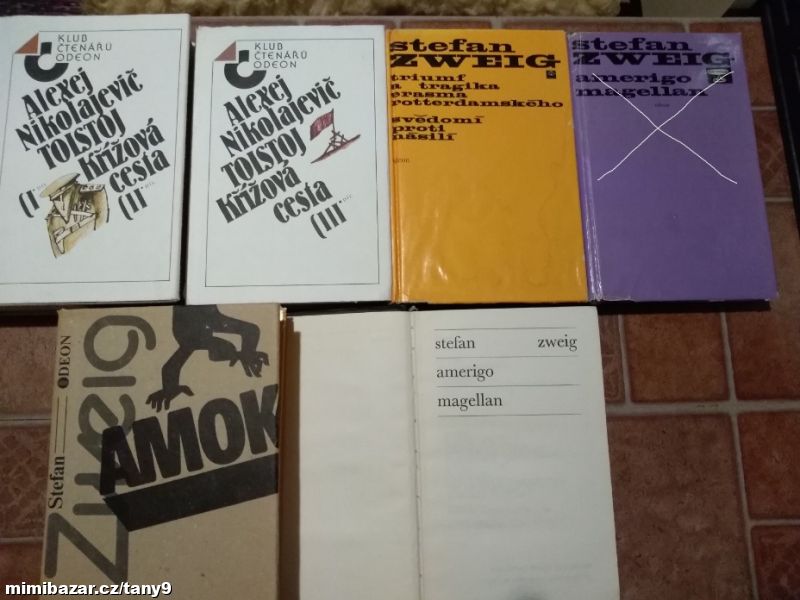 KLUB
ČTENÁŘŮ
ODEON
Alexej
Nikolajevič
TOLSTOJ
Křížová
cesta
(I
(II
KLUB
ČTENÁŘŮ
ODEON
Alexej
Nikolajevič
TOLSTOJ
Křížová
cesta
(III
stefan
ZWEIG
triumf
a tragika
erasma
rotterdamského
svědomí
proti
násilí
stefan
ZWEIG
amerigo
magellan
Stefan
Zweig
ODEON
AMOK
stefan zweig
amerigo
magellan
mimibazar.cz/tany9